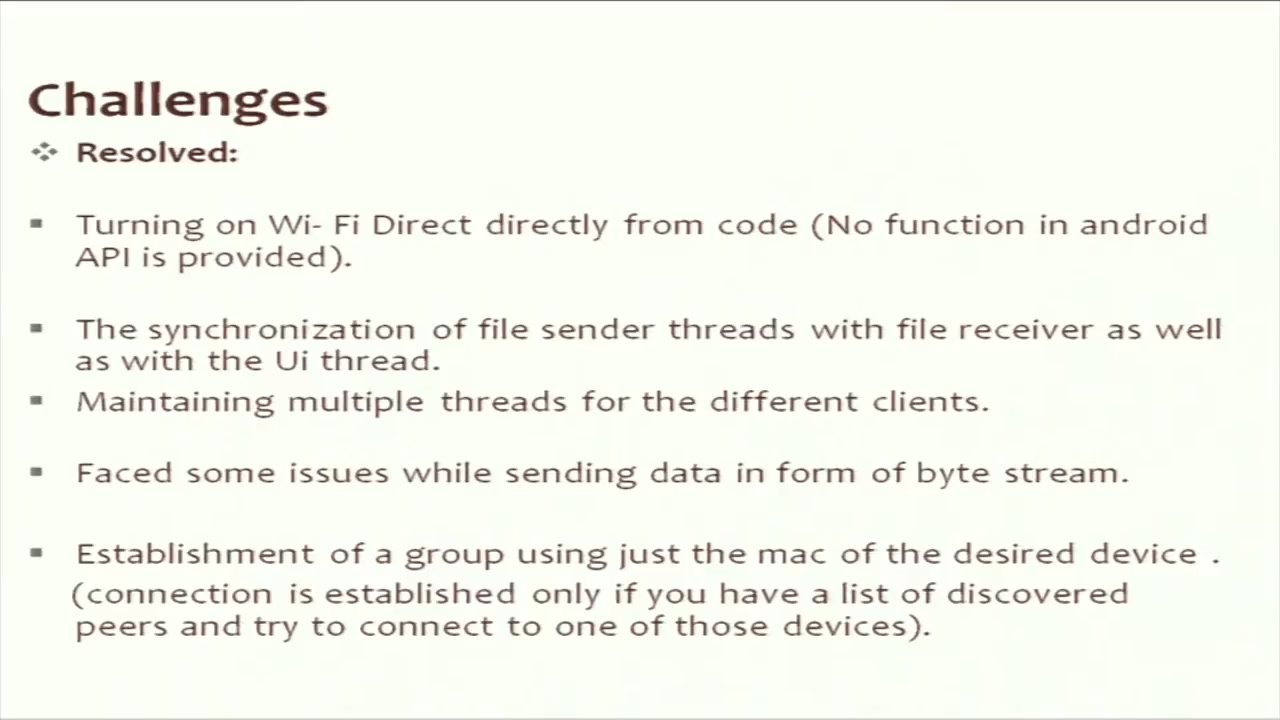 Challenges
Resolved:
Turning on Wi- Fi Direct directly from code (No function in android
API is provided).
The synchronization of file sender threads with file receiver as well
as with the Ui thread.
Maintaining multiple threads for the different clients.
Faced some issues while sending data in form of byte stream.
Establishment of a group using just the mac of the desired device .
(connection is established only if you have a list of discovered
peers and try to connect to one of those devices).